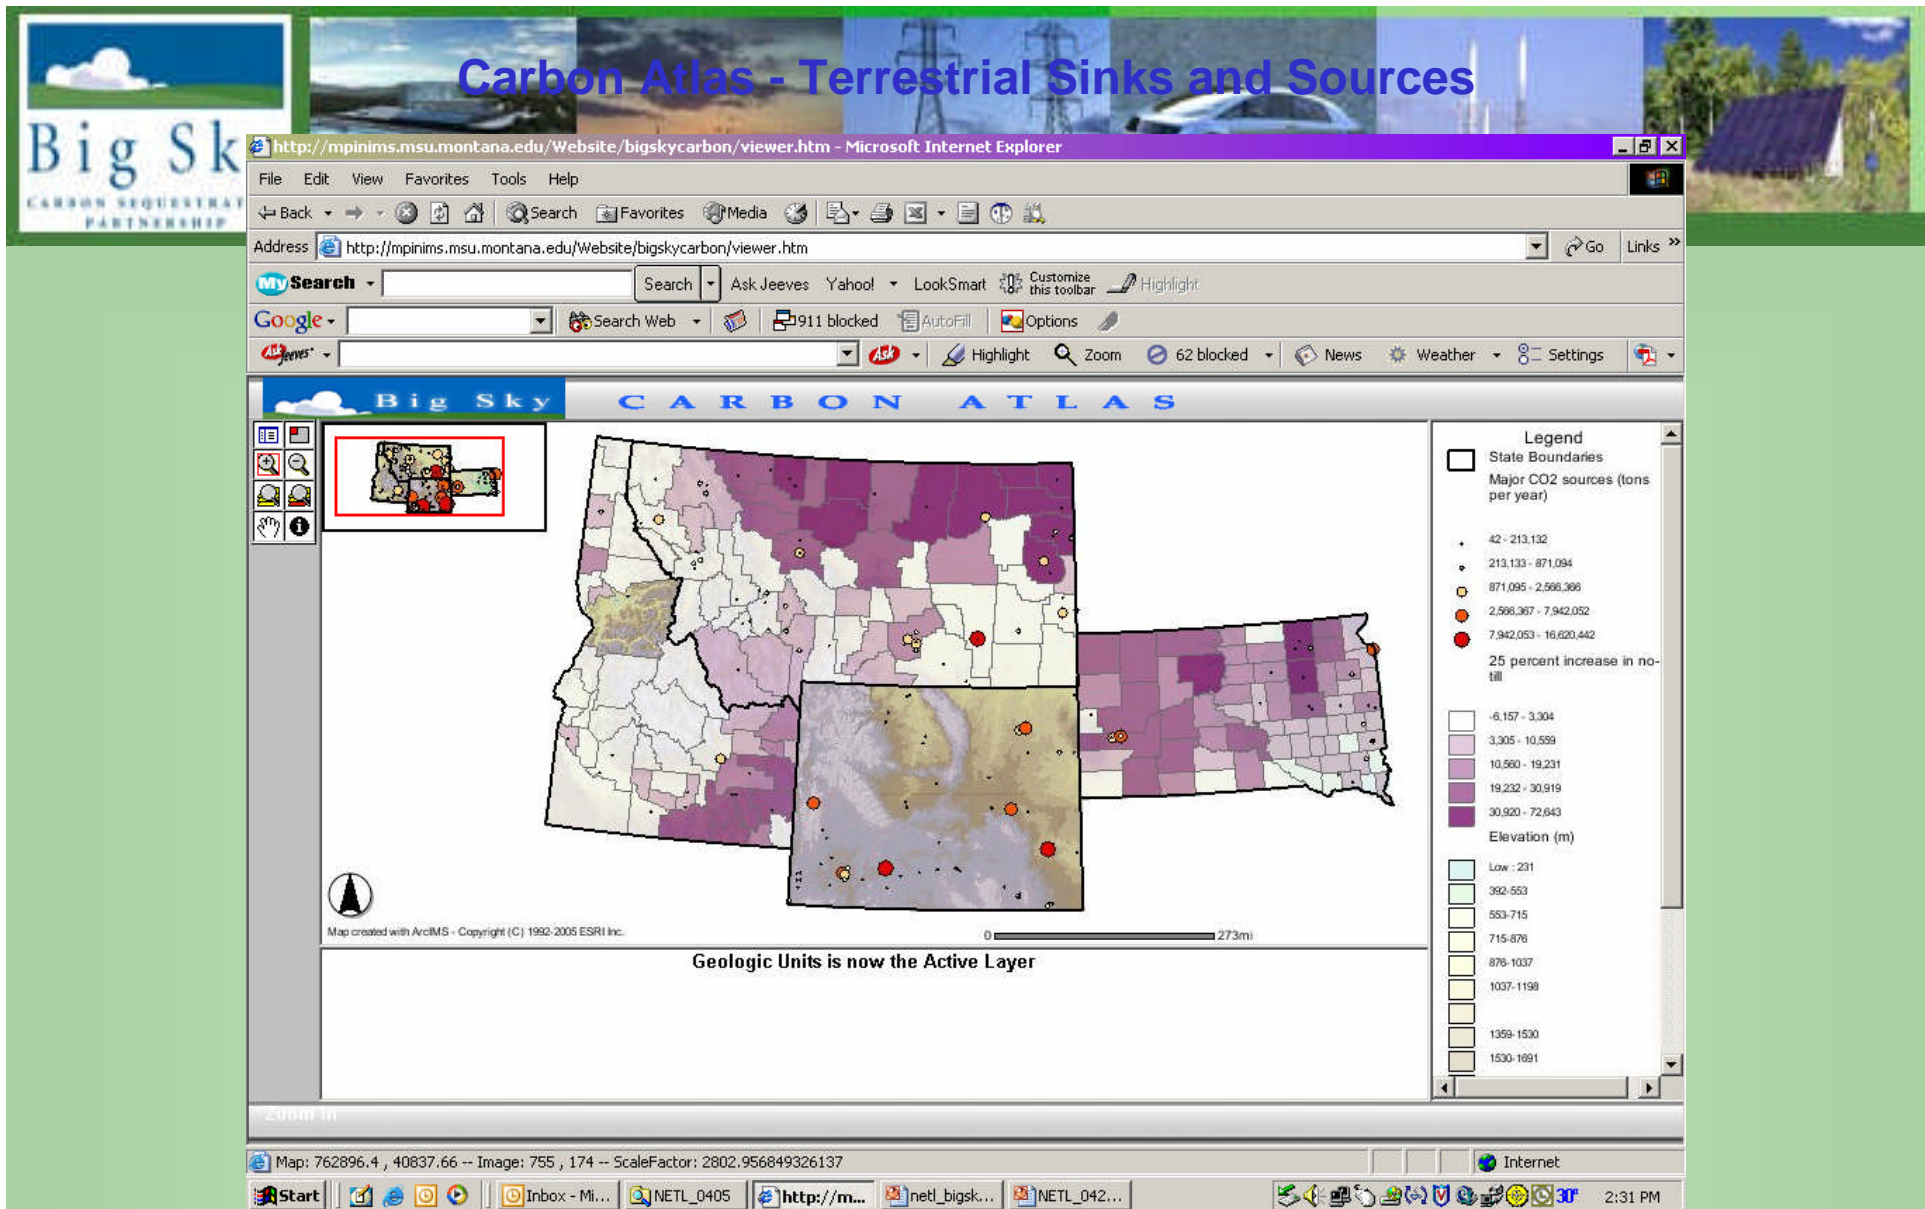 Carbon Atlas - Terrestrial Sinks and Sources
Big Sk
CARBON SEQUESTRAT
PARTNERSHIP
http://mpinims.msu.montana.edu/Website/bigskycarbon/viewer.htm - Microsoft Internet Explorer
File Edit View Favorites Tools Help
Back Search Favorites Media
Address http://mpinims.msu.montana.edu/Website/bigskycarbon/viewer.htm Go Links »
My Search Search Ask Jeeves Yahoo! LookSmart Customize this toolbar Highlight
Google Search Web 911 blocked AutoFill Options
Ask Jeeves Ask Highlight Zoom 62 blocked News Weather Settings
Big Sky CARBON ATLAS
Legend
State Boundaries
Major CO2 sources (tons
per year)
42 - 213,132
213,133 - 871,094
871,095 - 2,566,366
2,566,367 - 7,942,052
7,942,053 - 16,620,442
25 percent increase in no-
till
-6,157 - 3,304
3,305 - 10,559
10,560 - 19,231
19,232 - 30,919
30,920 - 72,643
Elevation (m)
Low : 231
392-553
553-715
715-876
876-1037
1037-1198
1359-1530
1530-1691
Map created with ArcIMS - Copyright (C) 1992-2005 ESRI Inc.
0 273mi
Geologic Units is now the Active Layer
Zoom In
Map: 762896.4 , 40837.66 -- Image: 755 , 174 -- ScaleFactor: 2802.956849326137
Internet
Start Inbox - Mi... NETL_0405 http://m... netl_bigsk... NETL_042... 30° 2:31 PM